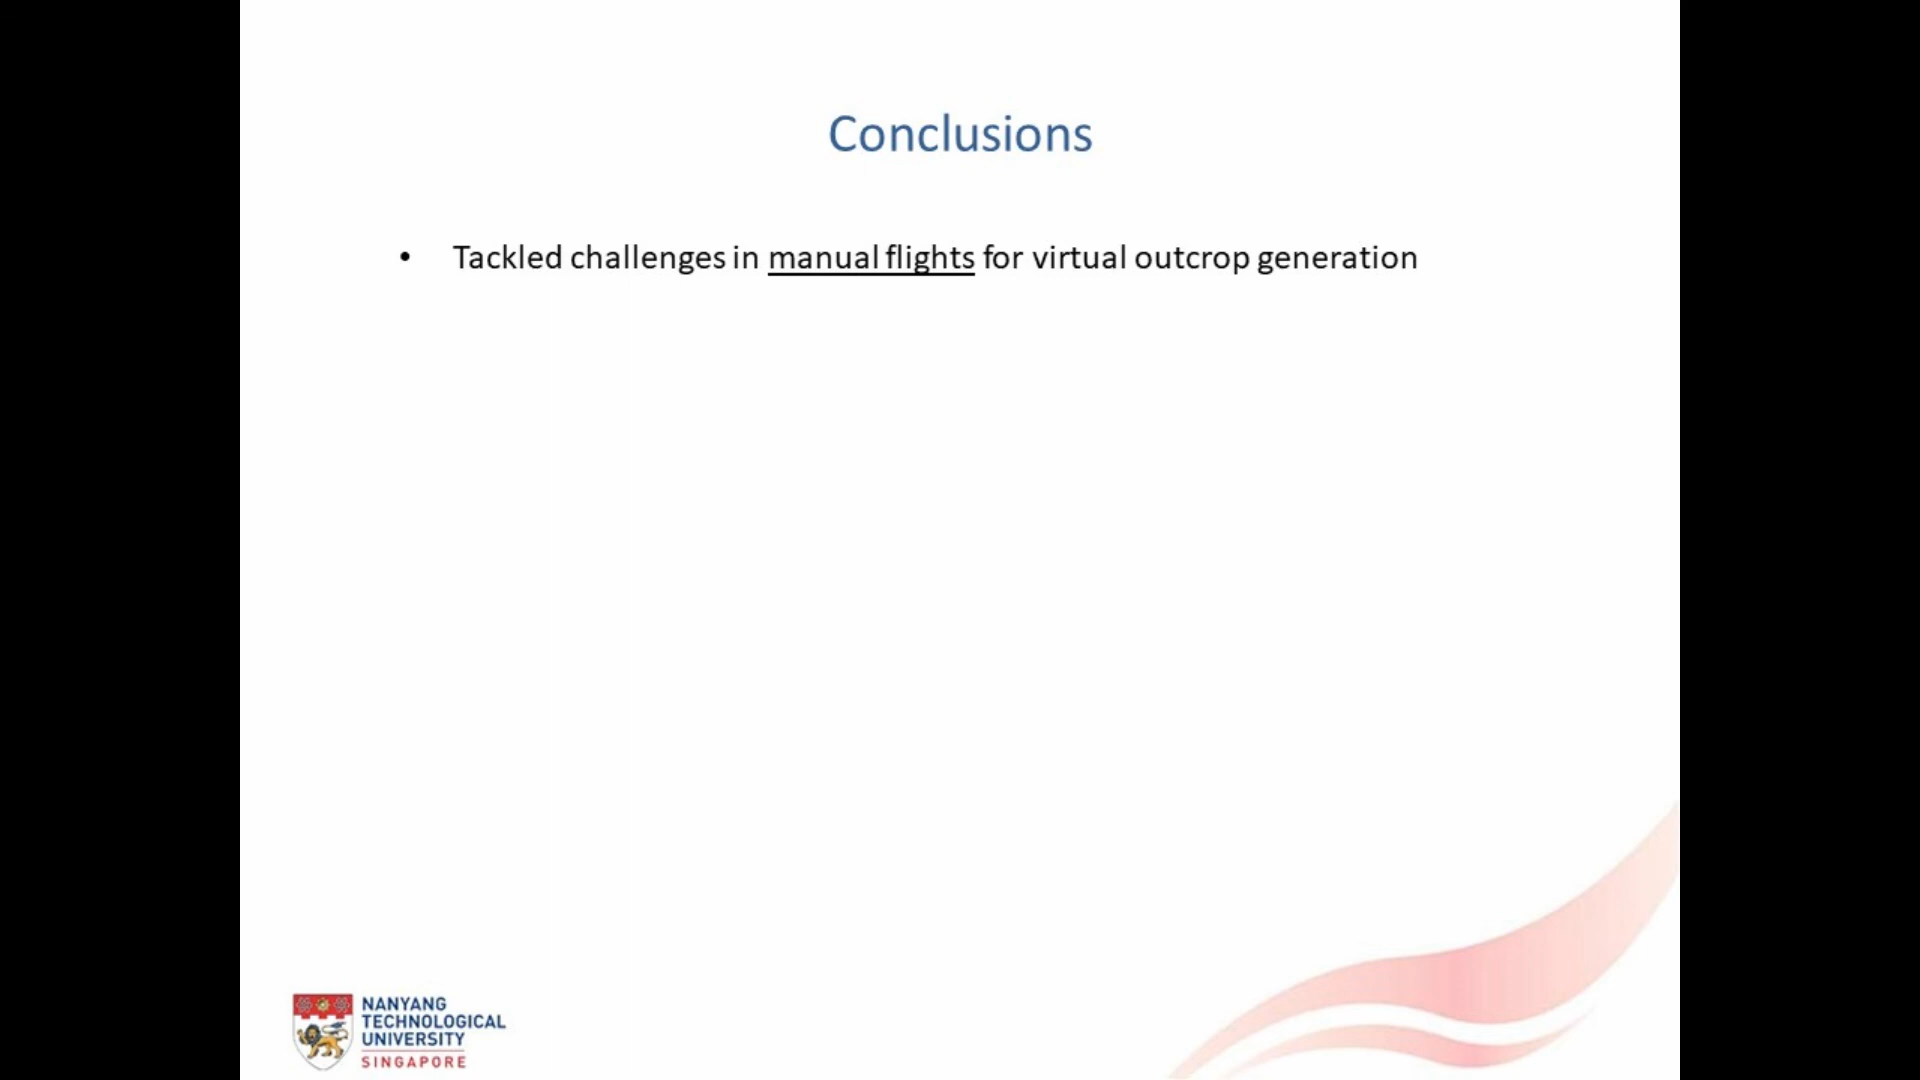 Conclusions
• Tackled challenges in manual flights for virtual outcrop generation
NANYANG
TECHNOLOGICAL
UNIVERSITY
SINGAPORE